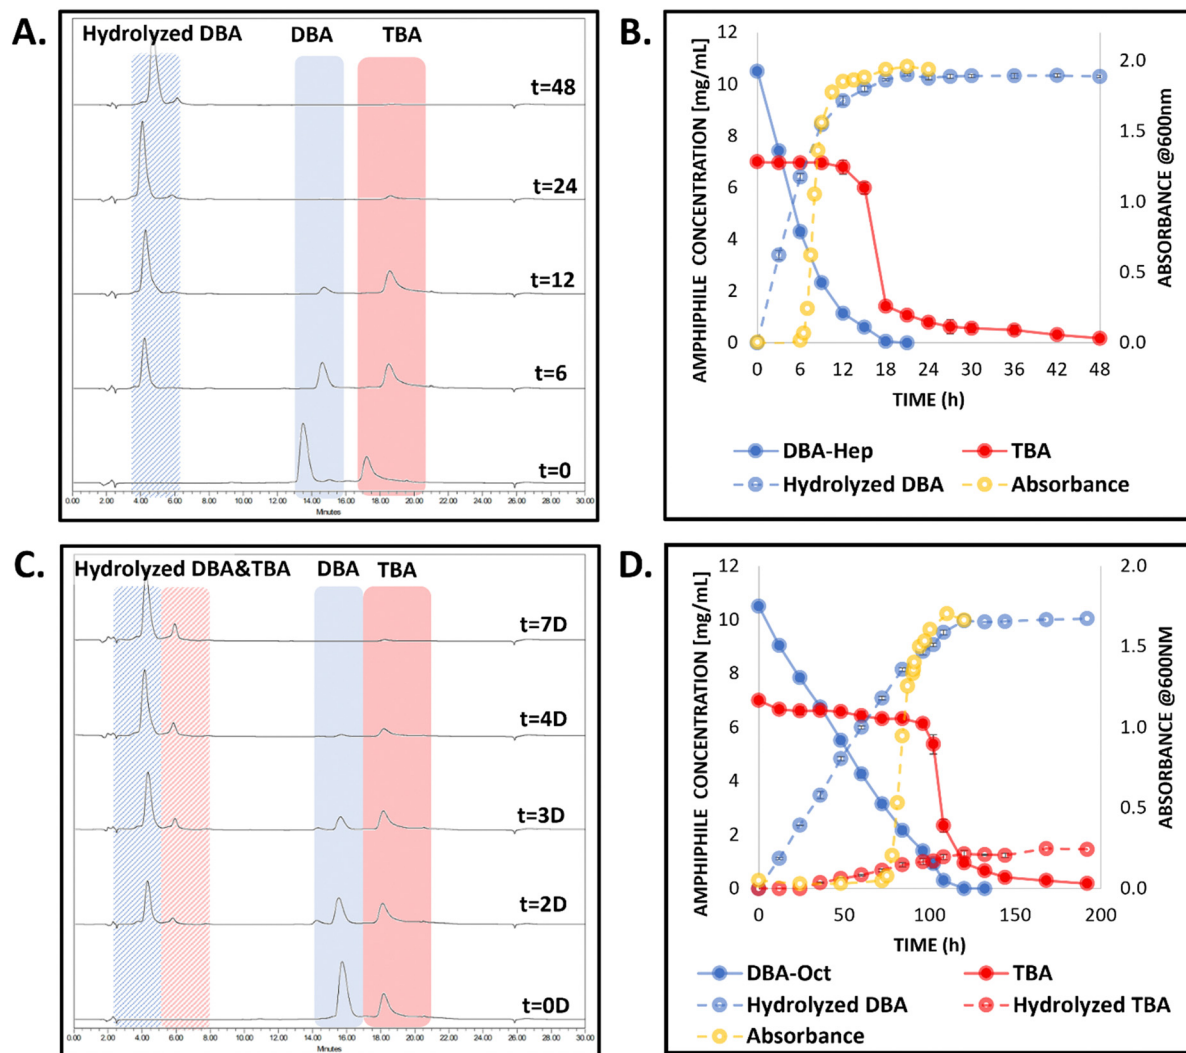 A.
Hydrolyzed DBA DBA TBA
t=48
t=24
t=12
t=6
t=0
0.00 2.00 4.00 6.00 8.00 10.00 12.00 14.00 16.00 18.00 20.00 22.00 24.00 26.00 28.00 30.00
Minutes
B.
AMPHIPHILE CONCENTRATION [mg/mL]
12
10
8
6
4
2
0
2.0
1.5
1.0
0.5
0.0
ABSORBANCE @600nm
0 6 12 18 24 30 36 42 48
TIME (h)
DBA-Hep TBA
Hydrolyzed DBA Absorbance
C.
Hydrolyzed DBA&TBA DBA TBA
t=7D
t=4D
t=3D
t=2D
t=0D
0.00 2.00 4.00 6.00 8.00 10.00 12.00 14.00 16.00 18.00 20.00 22.00 24.00 26.00 28.00 30.00
Minutes
D.
AMPHIPHILE CONCENTRATION [mg/mL]
12
10
8
6
4
2
0
2.0
1.5
1.0
0.5
0.0
ABSORBANCE @600NM
0 50 100 150 200
TIME (h)
DBA-Oct TBA
Hydrolyzed DBA Hydrolyzed TBA
Absorbance